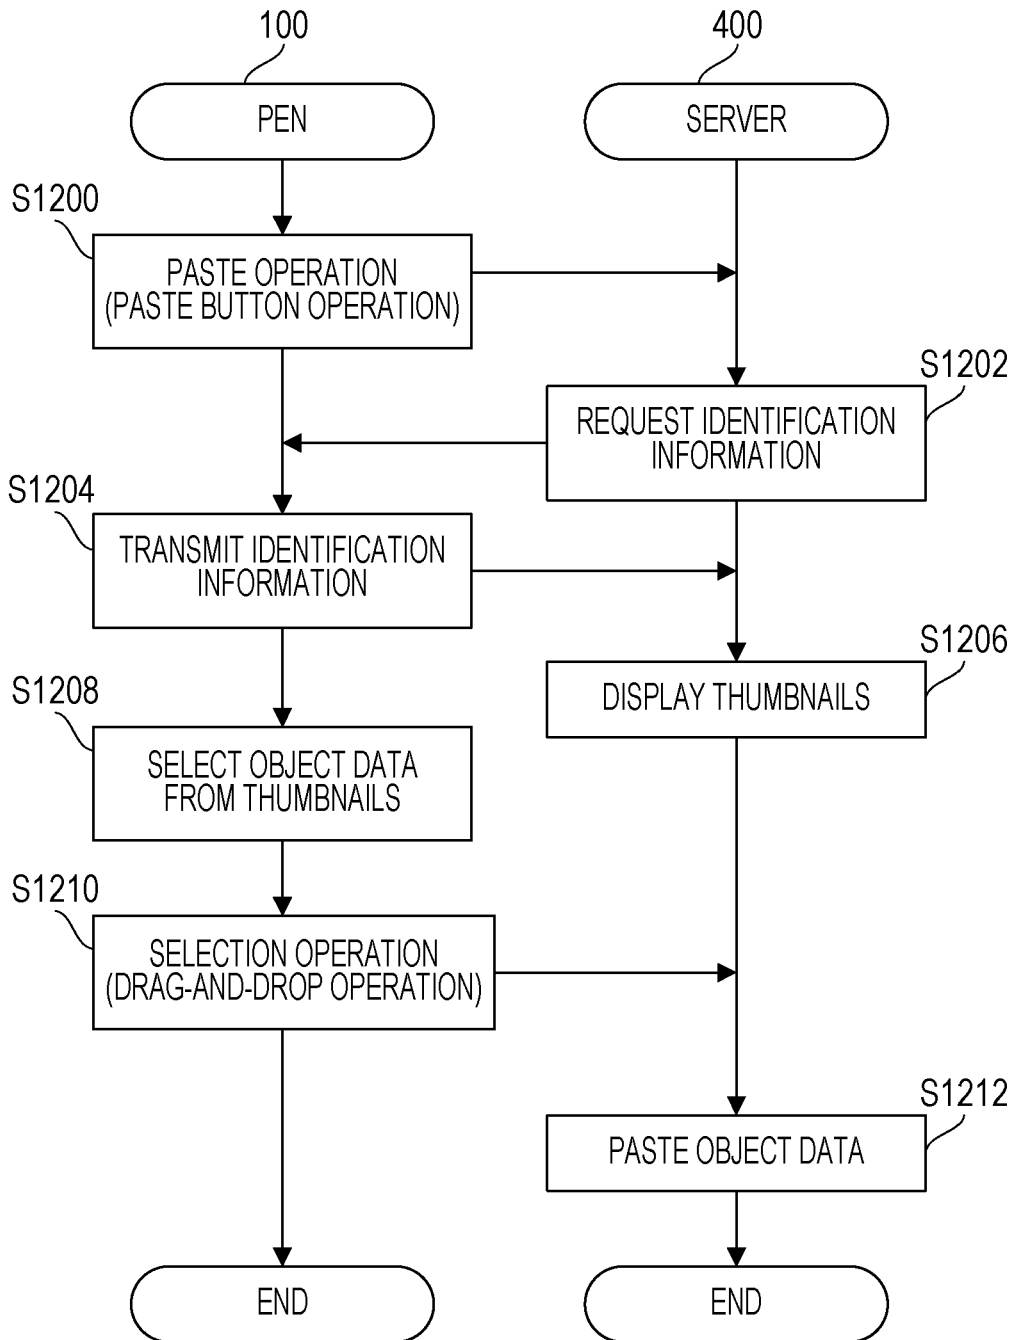 100
400
PEN
SERVER
S1200
PASTE OPERATION
(PASTE BUTTON OPERATION)
S1202
REQUEST IDENTIFICATION
INFORMATION
S1204
TRANSMIT IDENTIFICATION
INFORMATION
S1206
DISPLAY THUMBNAILS
S1208
SELECT OBJECT DATA
FROM THUMBNAILS
S1210
SELECTION OPERATION
(DRAG-AND-DROP OPERATION)
S1212
PASTE OBJECT DATA
END
END